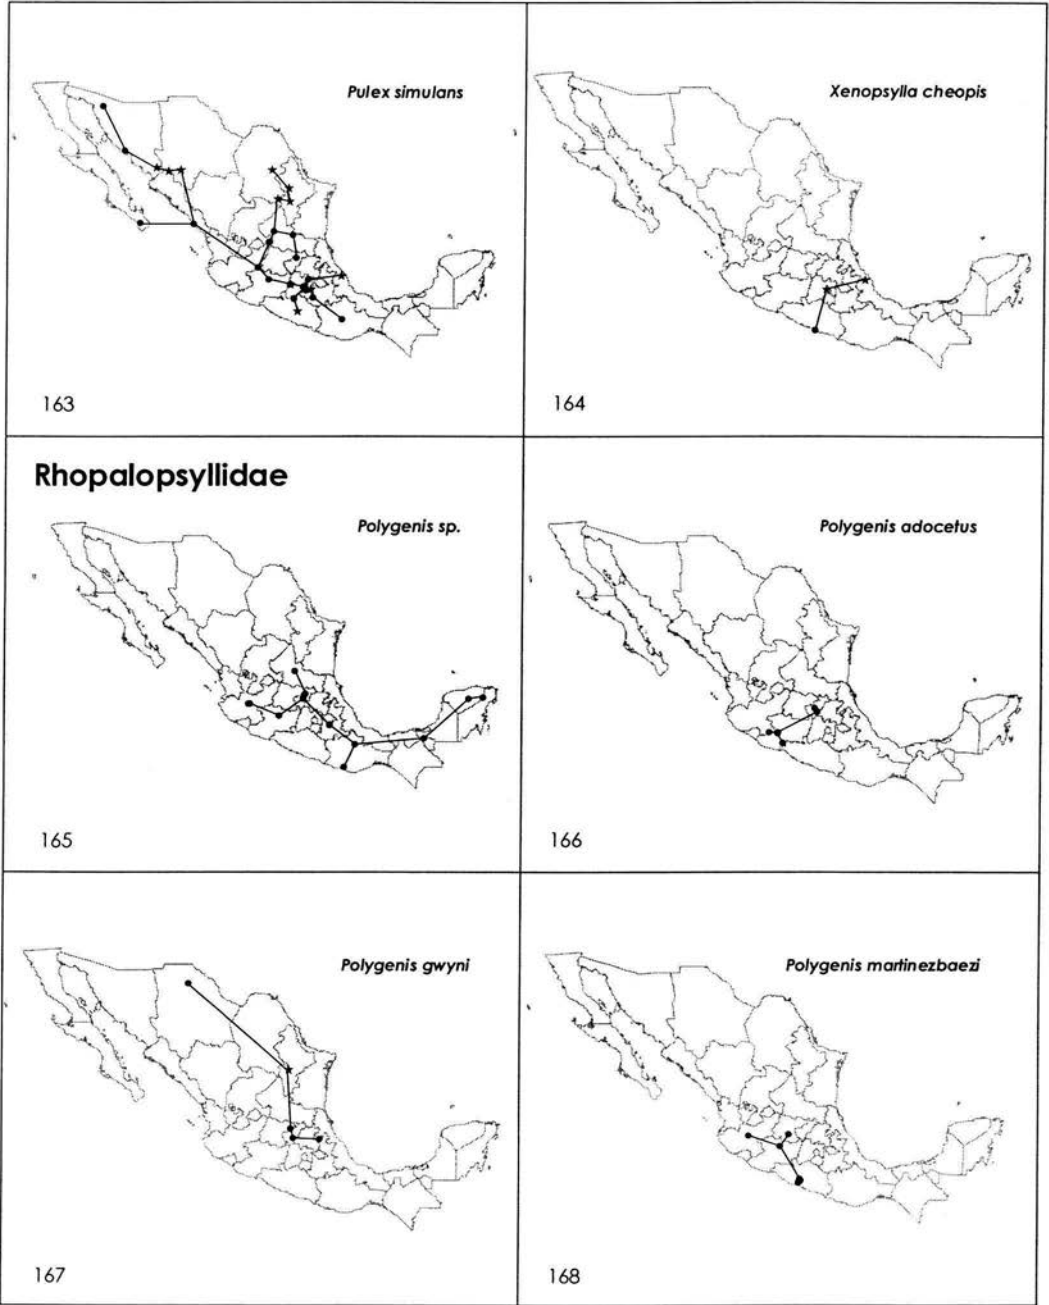 Pulex simulans
163
Xenopsylla cheopis
164
Rhopalopsyllidae
Polygenis sp.
165
Polygenis adocetus
166
Polygenis gwyni
167
Polygenis martinezbaezi
168